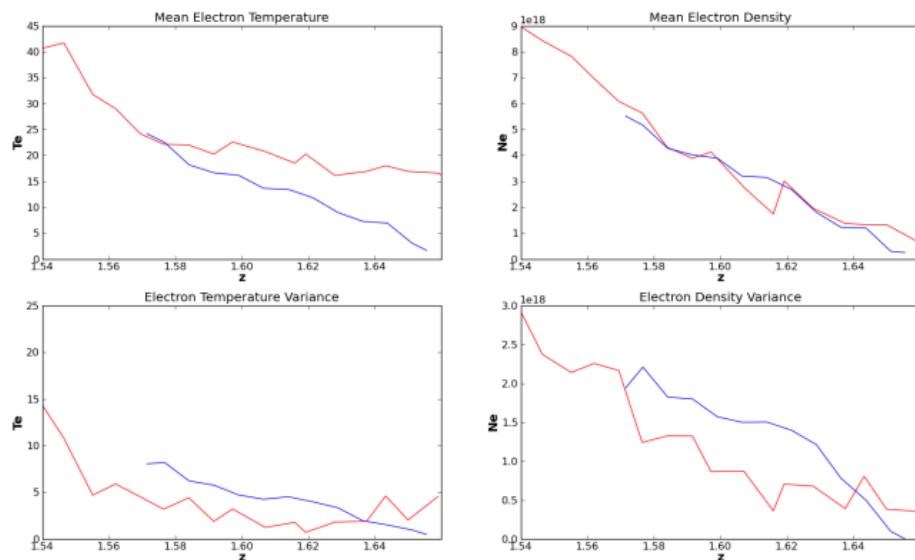 Mean Electron Temperature
45
40
35
30
25
20
15
10
5
0
Te
1.54 1.56 1.58 1.60 1.62 1.64
z
Mean Electron Density
1e18
9
8
7
6
5
4
3
2
1
0
Ne
1.54 1.56 1.58 1.60 1.62 1.64
z
Electron Temperature Variance
25
20
15
10
5
0
Te
1.54 1.56 1.58 1.60 1.62 1.64
z
Electron Density Variance
1e18
3.0
2.5
2.0
1.5
1.0
0.5
0.0
Ne
1.54 1.56 1.58 1.60 1.62 1.64
z